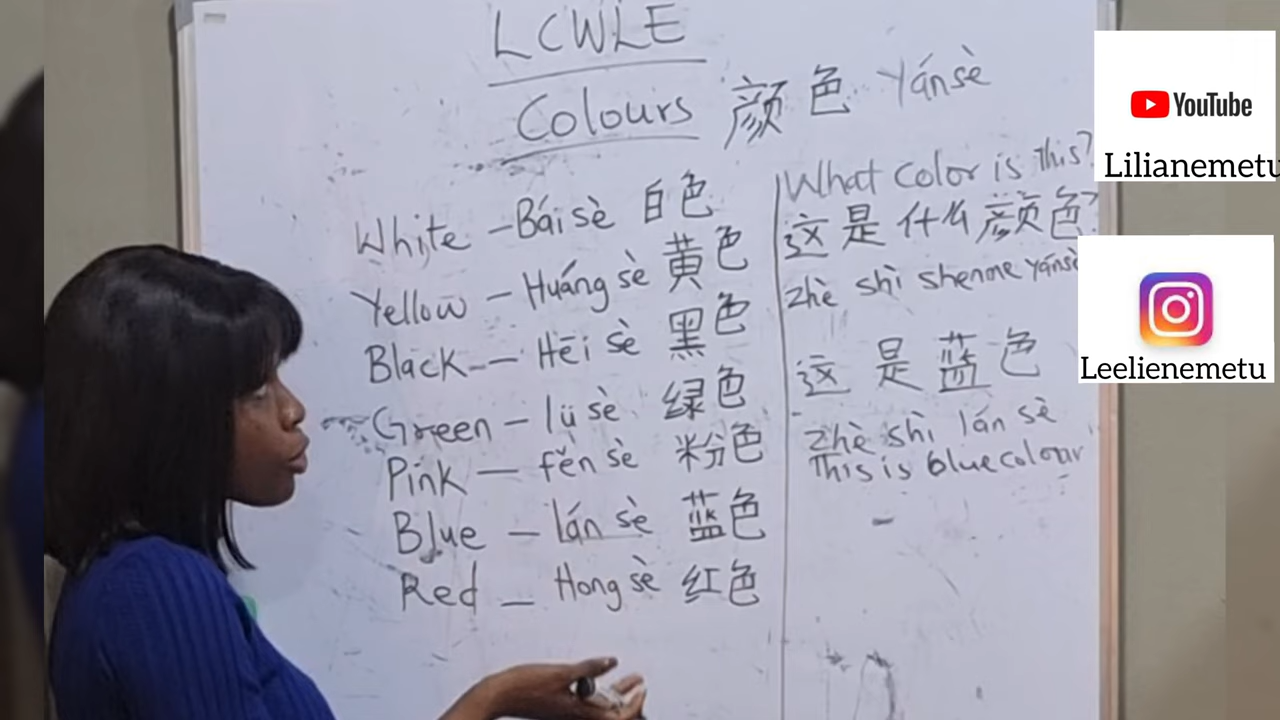 LCWLE
Colours 颜色 Yánsè
White - Bái sè 白色
Yellow - Huáng sè 黄色
Black - Hēi sè 黑色
Green - lü sè 绿色
Pink - fěn sè 粉色
Blue - lán sè 蓝色
Red - Hong sè 红色
What color is this?
这是什么颜色?
zhè shì shenme yánsè
这是蓝色
zhè shì lán sè
This is blue colour
YouTube
Lilianemetu
Leelienemetu